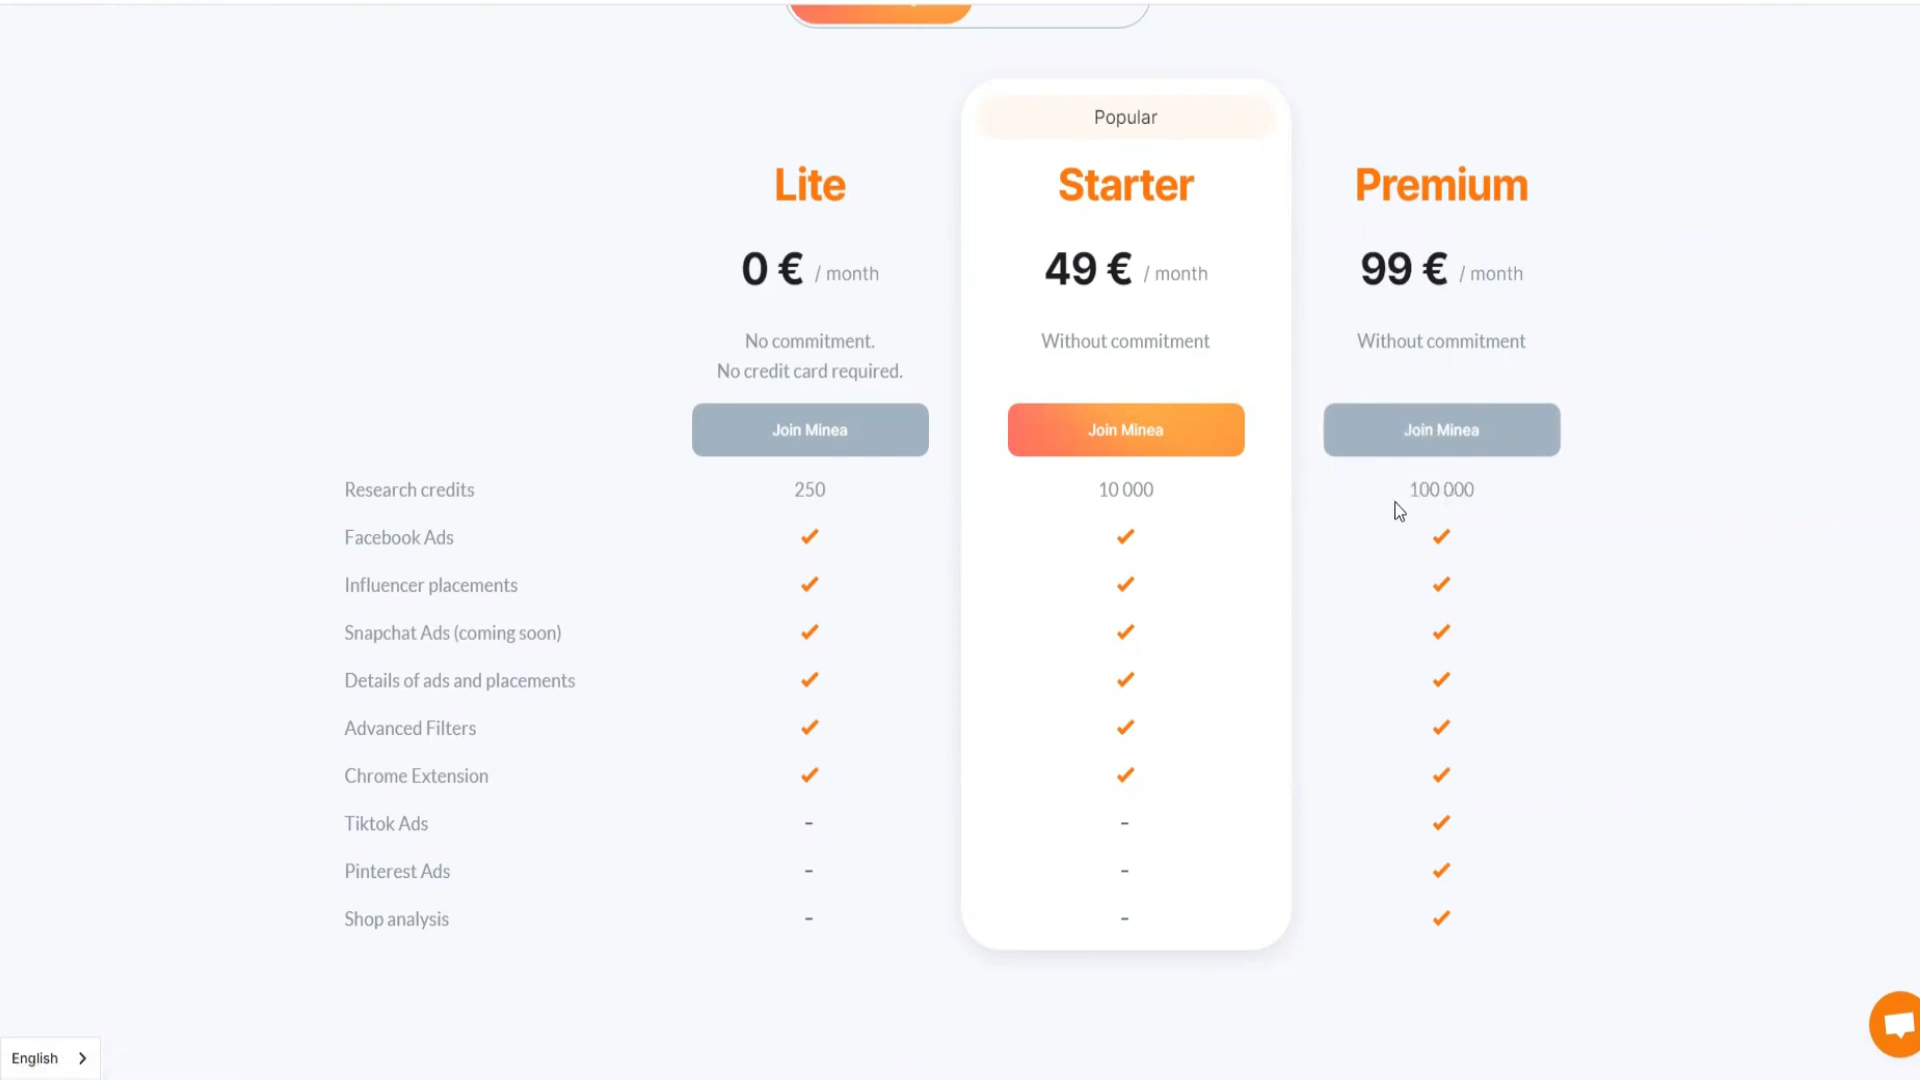 Popular
Lite
Starter
Premium
0 € / month
49 € / month
99 € / month
No commitment.
No credit card required.
Without commitment
Without commitment
Join Minea
Join Minea
Join Minea
Research credits 250 10 000 100 000
Facebook Ads
Influencer placements
Snapchat Ads (coming soon)
Details of ads and placements
Advanced Filters
Chrome Extension
Tiktok Ads - -
Pinterest Ads - -
Shop analysis - -
English